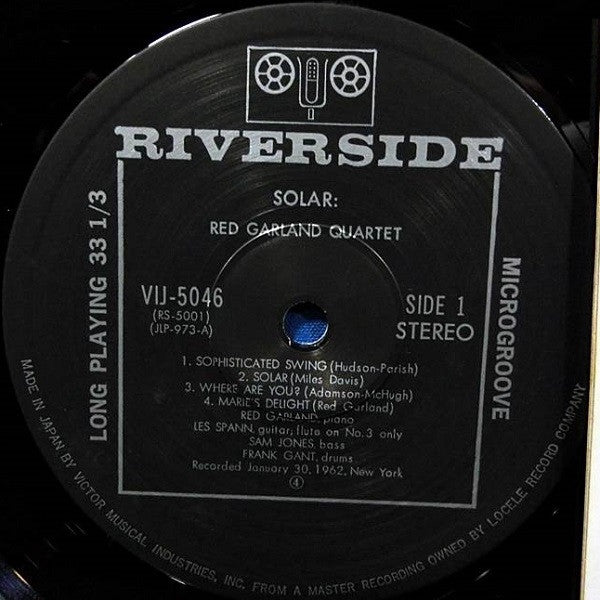 RIVERSIDE
SOLAR:
RED GARLAND QUARTET
VIJ-5046
(RS-5001)
(JLP-973-A)
SIDE 1
STEREO
1. SOPHISTICATED SWING (Hudson-Parish)
2. SOLAR (Miles Davis)
3. WHERE ARE YOU? (Adamson-McHugh)
4. MARIE'S DELIGHT (Red Garland)
RED GARLAND, piano
LES SPANN, guitar; flute on No. 3 only
SAM JONES, bass
FRANK GANT, drums
Recorded January 30, 1962, New York
4
LONG PLAYING 33 1/3
MICROGROOVE
MADE IN JAPAN BY VICTOR MUSICAL INDUSTRIES, INC. FROM A MASTER RECORDING OWNED BY LOCELE RECORD COMPANY